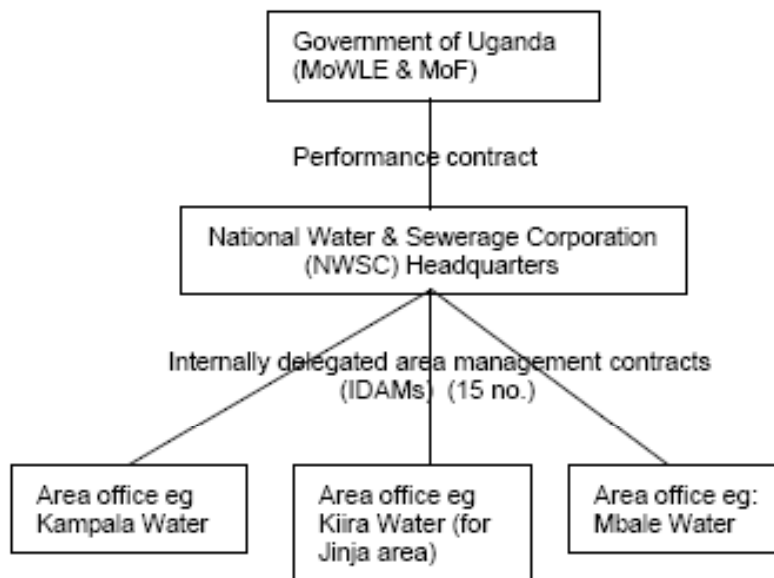 Government of Uganda
(MoWLE & MoF)
Performance contract
National Water & Sewerage Corporation
(NWSC) Headquarters
Internally delegated area management contracts
(IDAMs) (15 no.)
Area office eg
Kampala Water
Area office eg
Kiira Water (for
Jinja area)
Area office eg:
Mbale Water